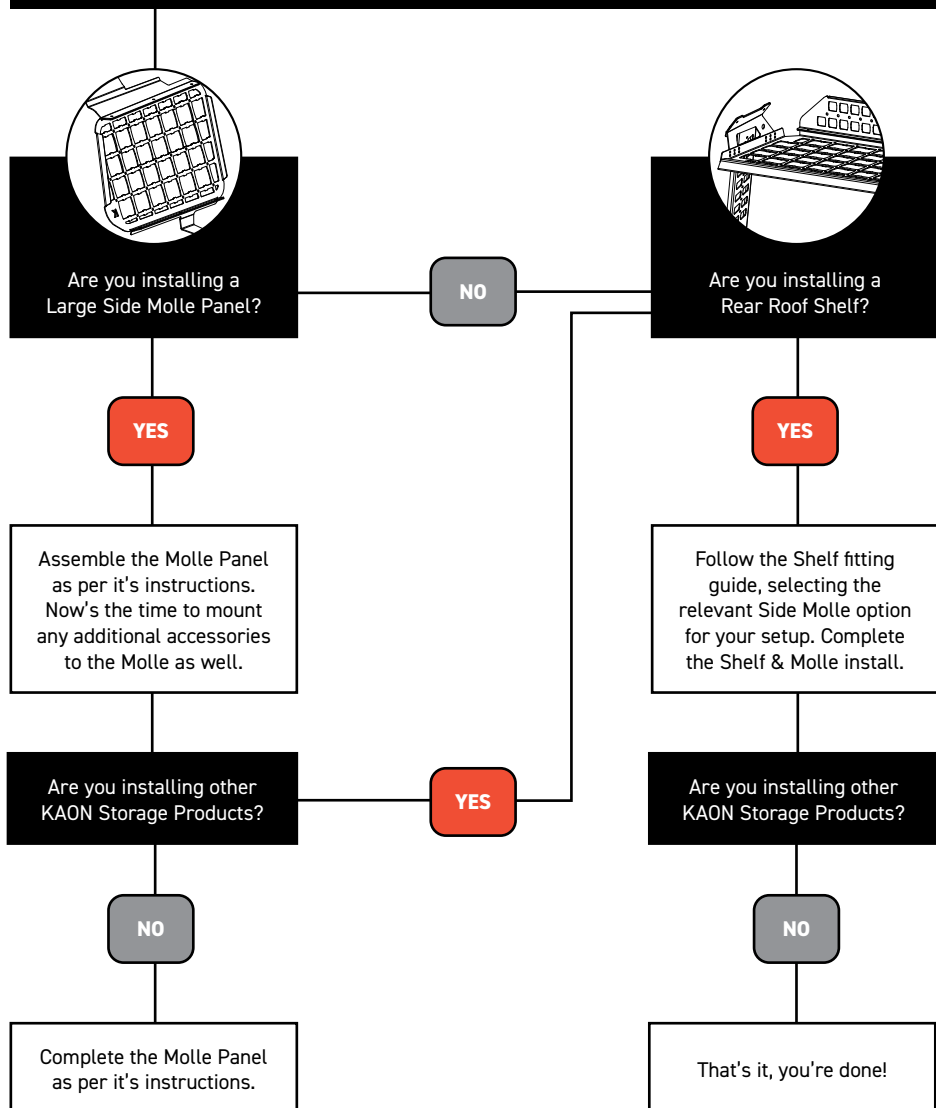 Are you installing a
Large Side Molle Panel?
NO
Are you installing a
Rear Roof Shelf?
YES
YES
Assemble the Molle Panel
as per it's instructions.
Now's the time to mount
any additional accessories
to the Molle as well.
Follow the Shelf fitting
guide, selecting the
relevant Side Molle option
for your setup. Complete
the Shelf & Molle install.
Are you installing other
KAON Storage Products?
YES
Are you installing other
KAON Storage Products?
NO
NO
Complete the Molle Panel
as per it's instructions.
That's it, you're done!